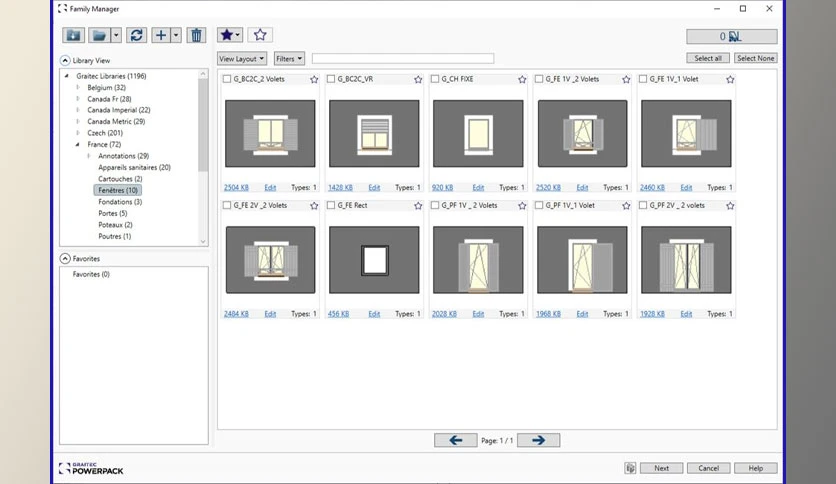 Family Manager
0
View Layout
Filters
Select all
Select None
Library View
Graitec Libraries (1196)
Belgium (32)
Canada Fr (28)
Canada Imperial (22)
Canada Metric (29)
Czech (201)
France (72)
Annotations (29)
Appareils sanitaires (20)
Cartouches (2)
Fenêtres (10)
Fondations (3)
Portes (5)
Poteaux (2)
Poutres (1)
Favorites
Favorites (0)
G_BC2C_2 Volets
G_BC2C_VR
G_CH FIXE
G_FE 1V _2 Volets
G_FE 1V_1 Volet
2504 KB Edit Types: 1
1428 KB Edit Types: 1
920 KB Edit Types: 1
2520 KB Edit Types: 1
2460 KB Edit Types: 1
G_FE 2V _2 Volets
G_FE Rect
G_PF 1V _ 2 Volets
G_PF 1V_1 Volet
G_PF 2V _ 2 volets
2484 KB Edit Types: 1
456 KB Edit Types: 1
2028 KB Edit Types: 1
1968 KB Edit Types: 1
1928 KB Edit Types: 1
Page: 1 / 1
GRAITEC
POWERPACK
Next
Cancel
Help